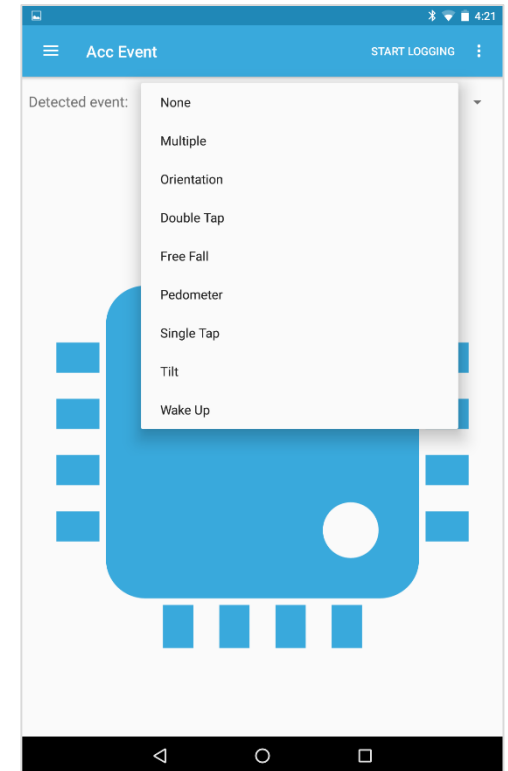 4:21
Acc Event START LOGGING
Detected event:
None
Multiple
Orientation
Double Tap
Free Fall
Pedometer
Single Tap
Tilt
Wake Up